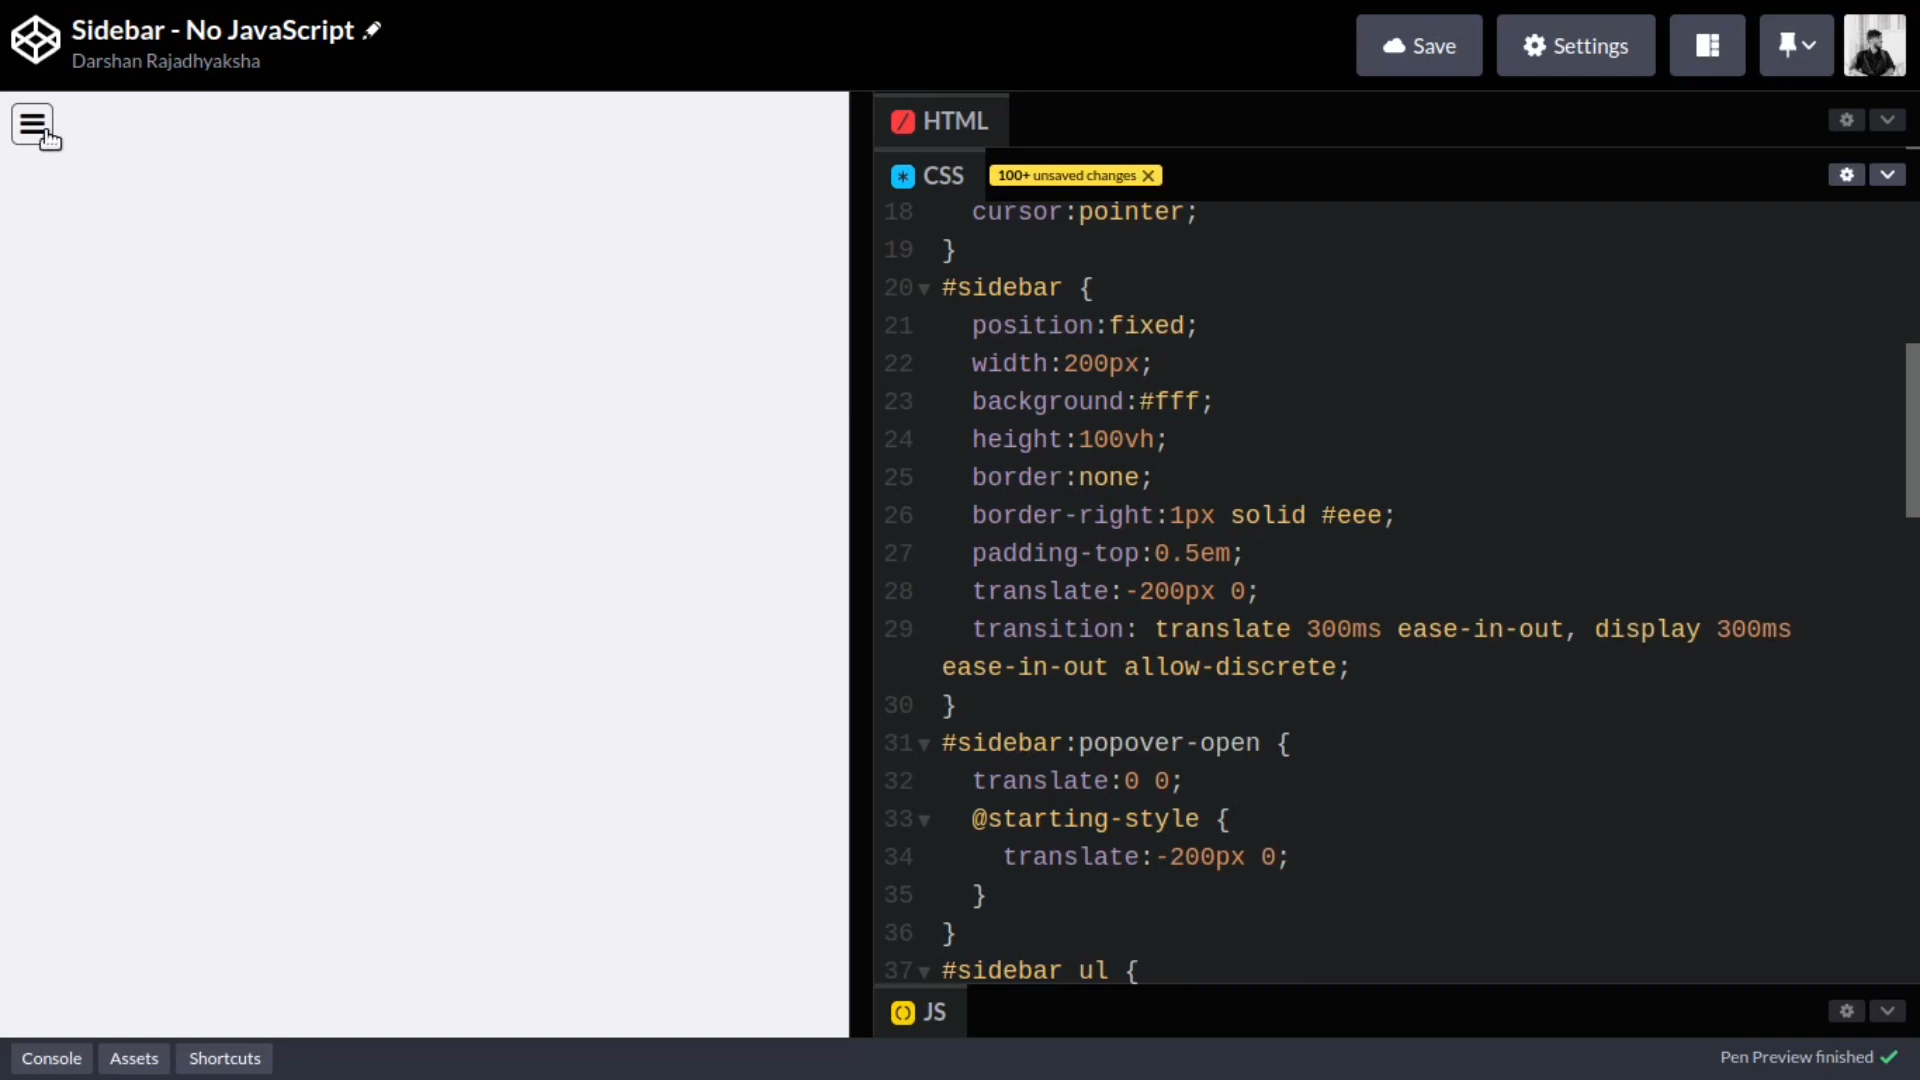 Sidebar - No JavaScript
Darshan Rajadhyaksha
Save
Settings
HTML
CSS
100+ unsaved changes
18 cursor:pointer;
19 }
20 #sidebar {
21 position:fixed;
22 width:200px;
23 background:#fff;
24 height:100vh;
25 border:none;
26 border-right:1px solid #eee;
27 padding-top:0.5em;
28 translate:-200px 0;
29 transition: translate 300ms ease-in-out, display 300ms
ease-in-out allow-discrete;
30 }
31 #sidebar:popover-open {
32 translate:0 0;
33 @starting-style {
34 translate:-200px 0;
35 }
36 }
37 #sidebar ul {
JS
Console
Assets
Shortcuts
Pen Preview finished